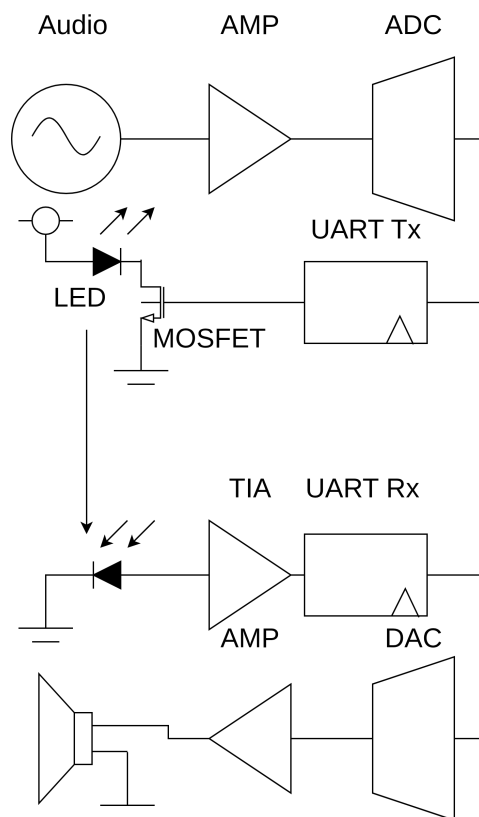 Audio AMP ADC
UART Tx
LED
MOSFET
TIA UART Rx
AMP DAC